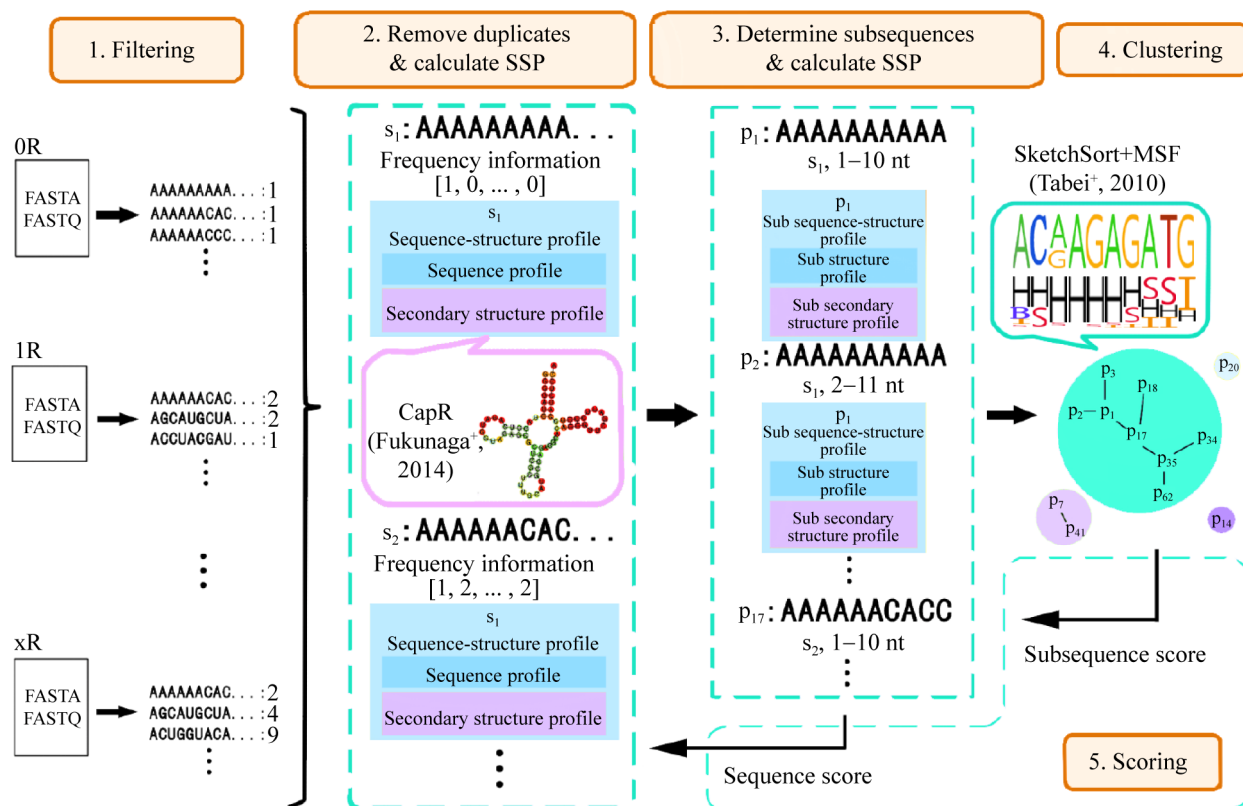 1. Filtering
2. Remove duplicates
& calculate SSP
3. Determine subsequences
& calculate SSP
4. Clustering
0R
FASTA
FASTQ
AAAAAAAAA...:1
AAAAAACAC...:1
AAAAAACCC...:1
1R
FASTA
FASTQ
AAAAAACAC...:2
AGCAUGCUA...:2
ACCUACGAU...:1
xR
FASTA
FASTQ
AAAAAACAC...:2
AGCAUGCUA...:4
ACUGGUACA...:9
s1:AAAAAAAAA...
Frequency information
[1, 0, ... , 0]
s1
Sequence-structure profile
Sequence profile
Secondary structure profile
CapR
(Fukunaga+,
2014)
s2:AAAAAACAC...
Frequency information
[1, 2, ... , 2]
s1
Sequence-structure profile
Sequence profile
Secondary structure profile
p1:AAAAAAAAAA
s1, 1–10 nt
p1
Sub sequence-structure
profile
Sub structure
profile
Sub secondary
structure profile
p2:AAAAAAAAAA
s1, 2–11 nt
p1
Sub sequence-structure
profile
Sub structure
profile
Sub secondary
structure profile
p17:AAAAAACACC
s2, 1–10 nt
SketchSort+MSF
(Tabei+, 2010)
ACAAGAGATG
G
HHHHHHHSSI
p3
p18
p20
p2
p1
p17
p34
p35
p62
p7
p41
p14
Subsequence score
Sequence score
5. Scoring